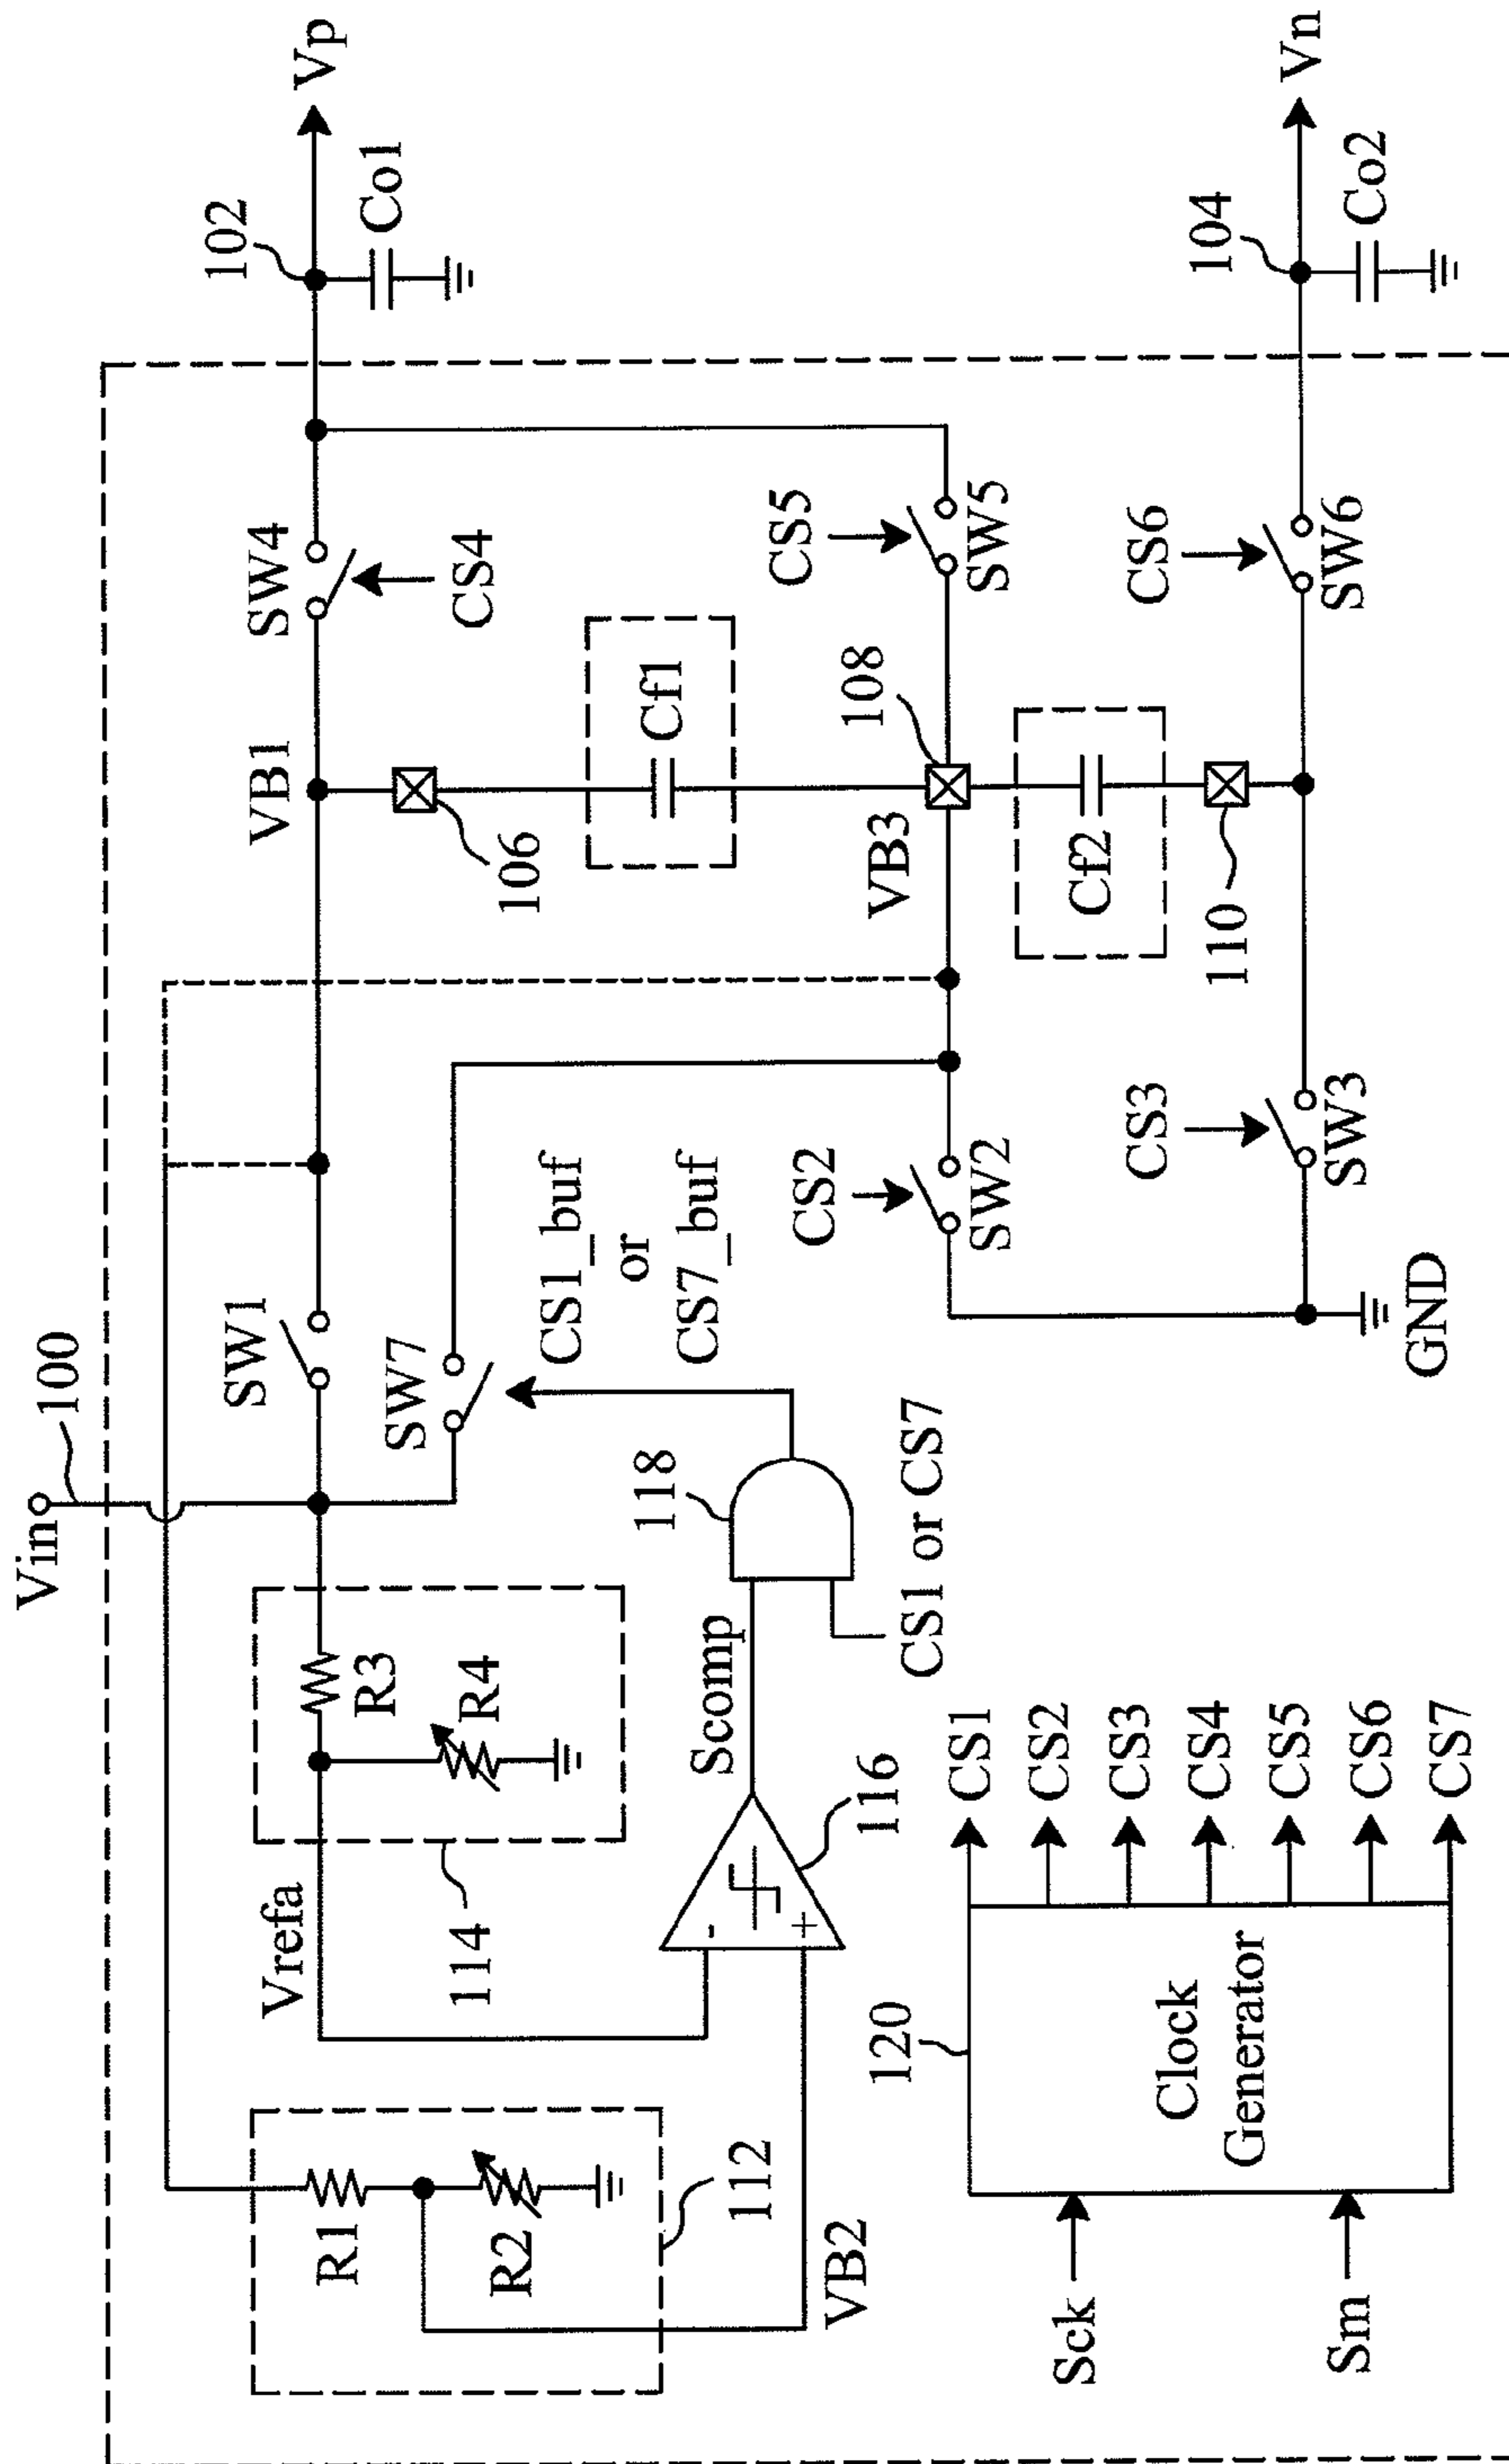 Vin
100
SW1
VB1
SW4
102
Vp
CS4
Co1
SW7
106
Cf1
CS1_buf
or
CS7_buf
Vrefa
R3
R4
114
R1
R2
112
VB2
Scomp
116
118
CS1 or CS7
-
+
CS2
SW2
VB3
108
CS5
SW5
Cf2
110
CS3
SW3
GND
CS6
SW6
104
Vn
Co2
120
Clock
Generator
Sck
Sm
CS1
CS2
CS3
CS4
CS5
CS6
CS7